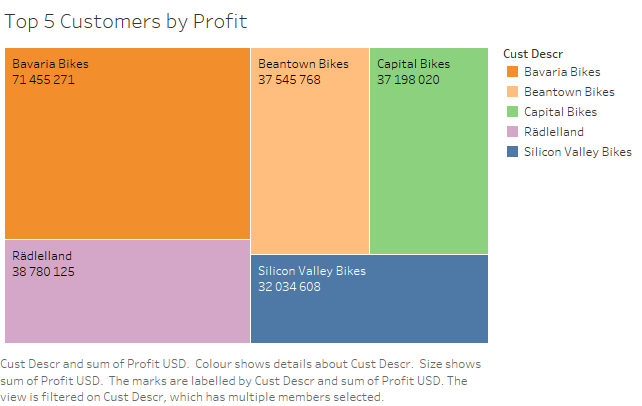 Top 5 Customers by Profit
Bavaria Bikes
71 455 271
Beantown Bikes
37 545 768
Capital Bikes
37 198 020
Rädlelland
38 780 125
Silicon Valley Bikes
32 034 608
Cust Descr
Bavaria Bikes
Beantown Bikes
Capital Bikes
Rädlelland
Silicon Valley Bikes
Cust Descr and sum of Profit USD.  Colour shows details about Cust Descr.  Size shows
sum of Profit USD.  The marks are labelled by Cust Descr and sum of Profit USD. The
view is filtered on Cust Descr, which has multiple members selected.